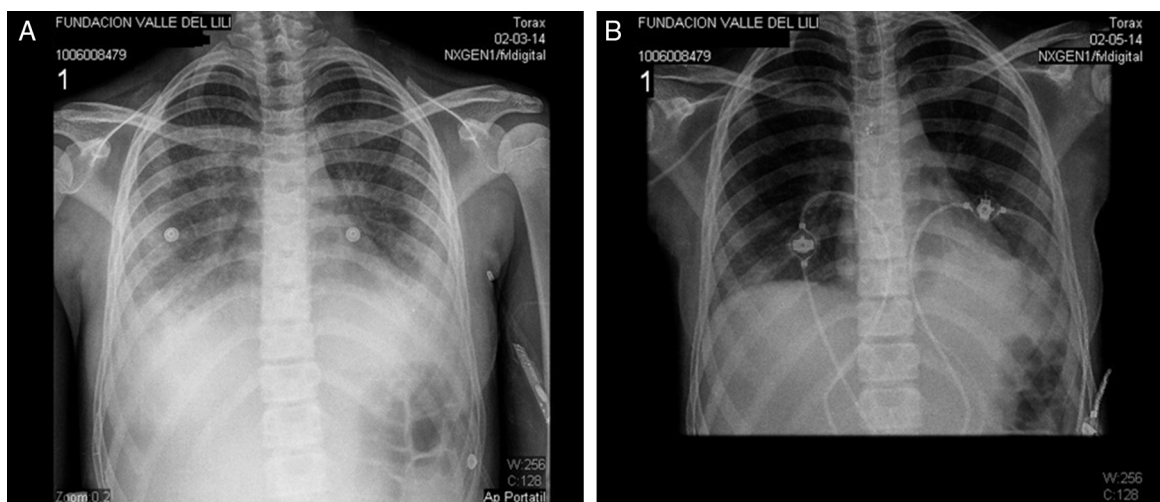 A
FUNDACION VALLE DEL LILI
1006008479
1
Torax
02-03-14
NXGEN1/fvldigital
W:256
C:128
Zoom 0.2
Ap Portatil
B
FUNDACION VALLE DEL LILI
1006008479
1
Torax
02-05-14
NXGEN1/fvldigital
W:256
C:128